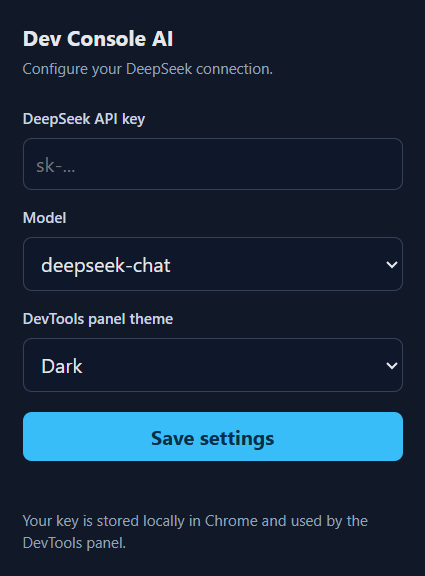 Dev Console AI
Configure your DeepSeek connection.
DeepSeek API key
sk-...
Model
deepseek-chat
DevTools panel theme
Dark
Save settings
Your key is stored locally in Chrome and used by the
DevTools panel.